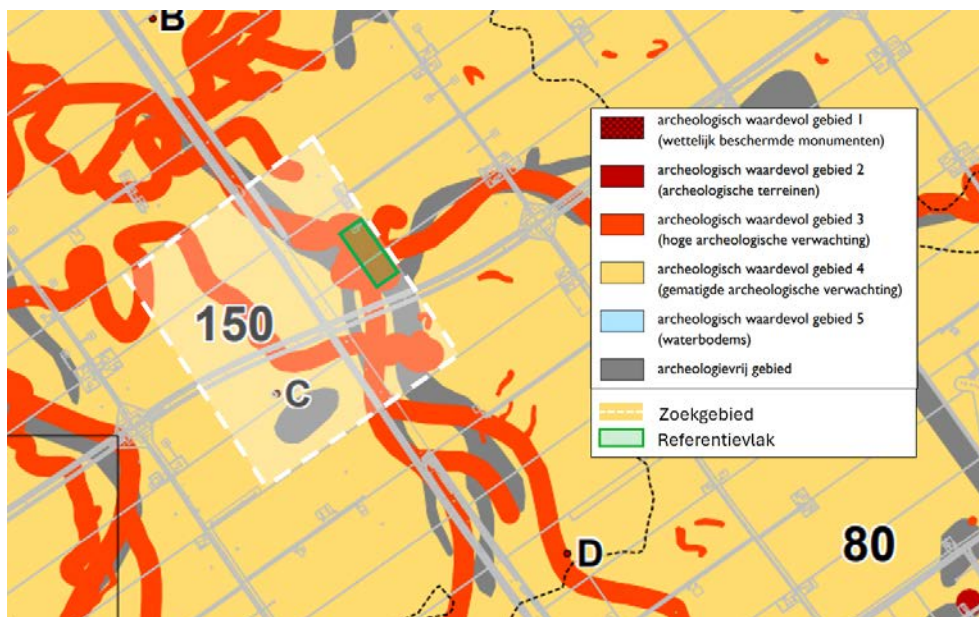 B
archeologisch waardevol gebied 1
(wettelijk beschermde monumenten)
archeologisch waardevol gebied 2
(archeologische terreinen)
archeologisch waardevol gebied 3
(hoge archeologische verwachting)
archeologisch waardevol gebied 4
(gematigde archeologische verwachting)
archeologisch waardevol gebied 5
(waterbodems)
archeologievrij gebied
Zoekgebied
Referentievlak
150
C
D
80